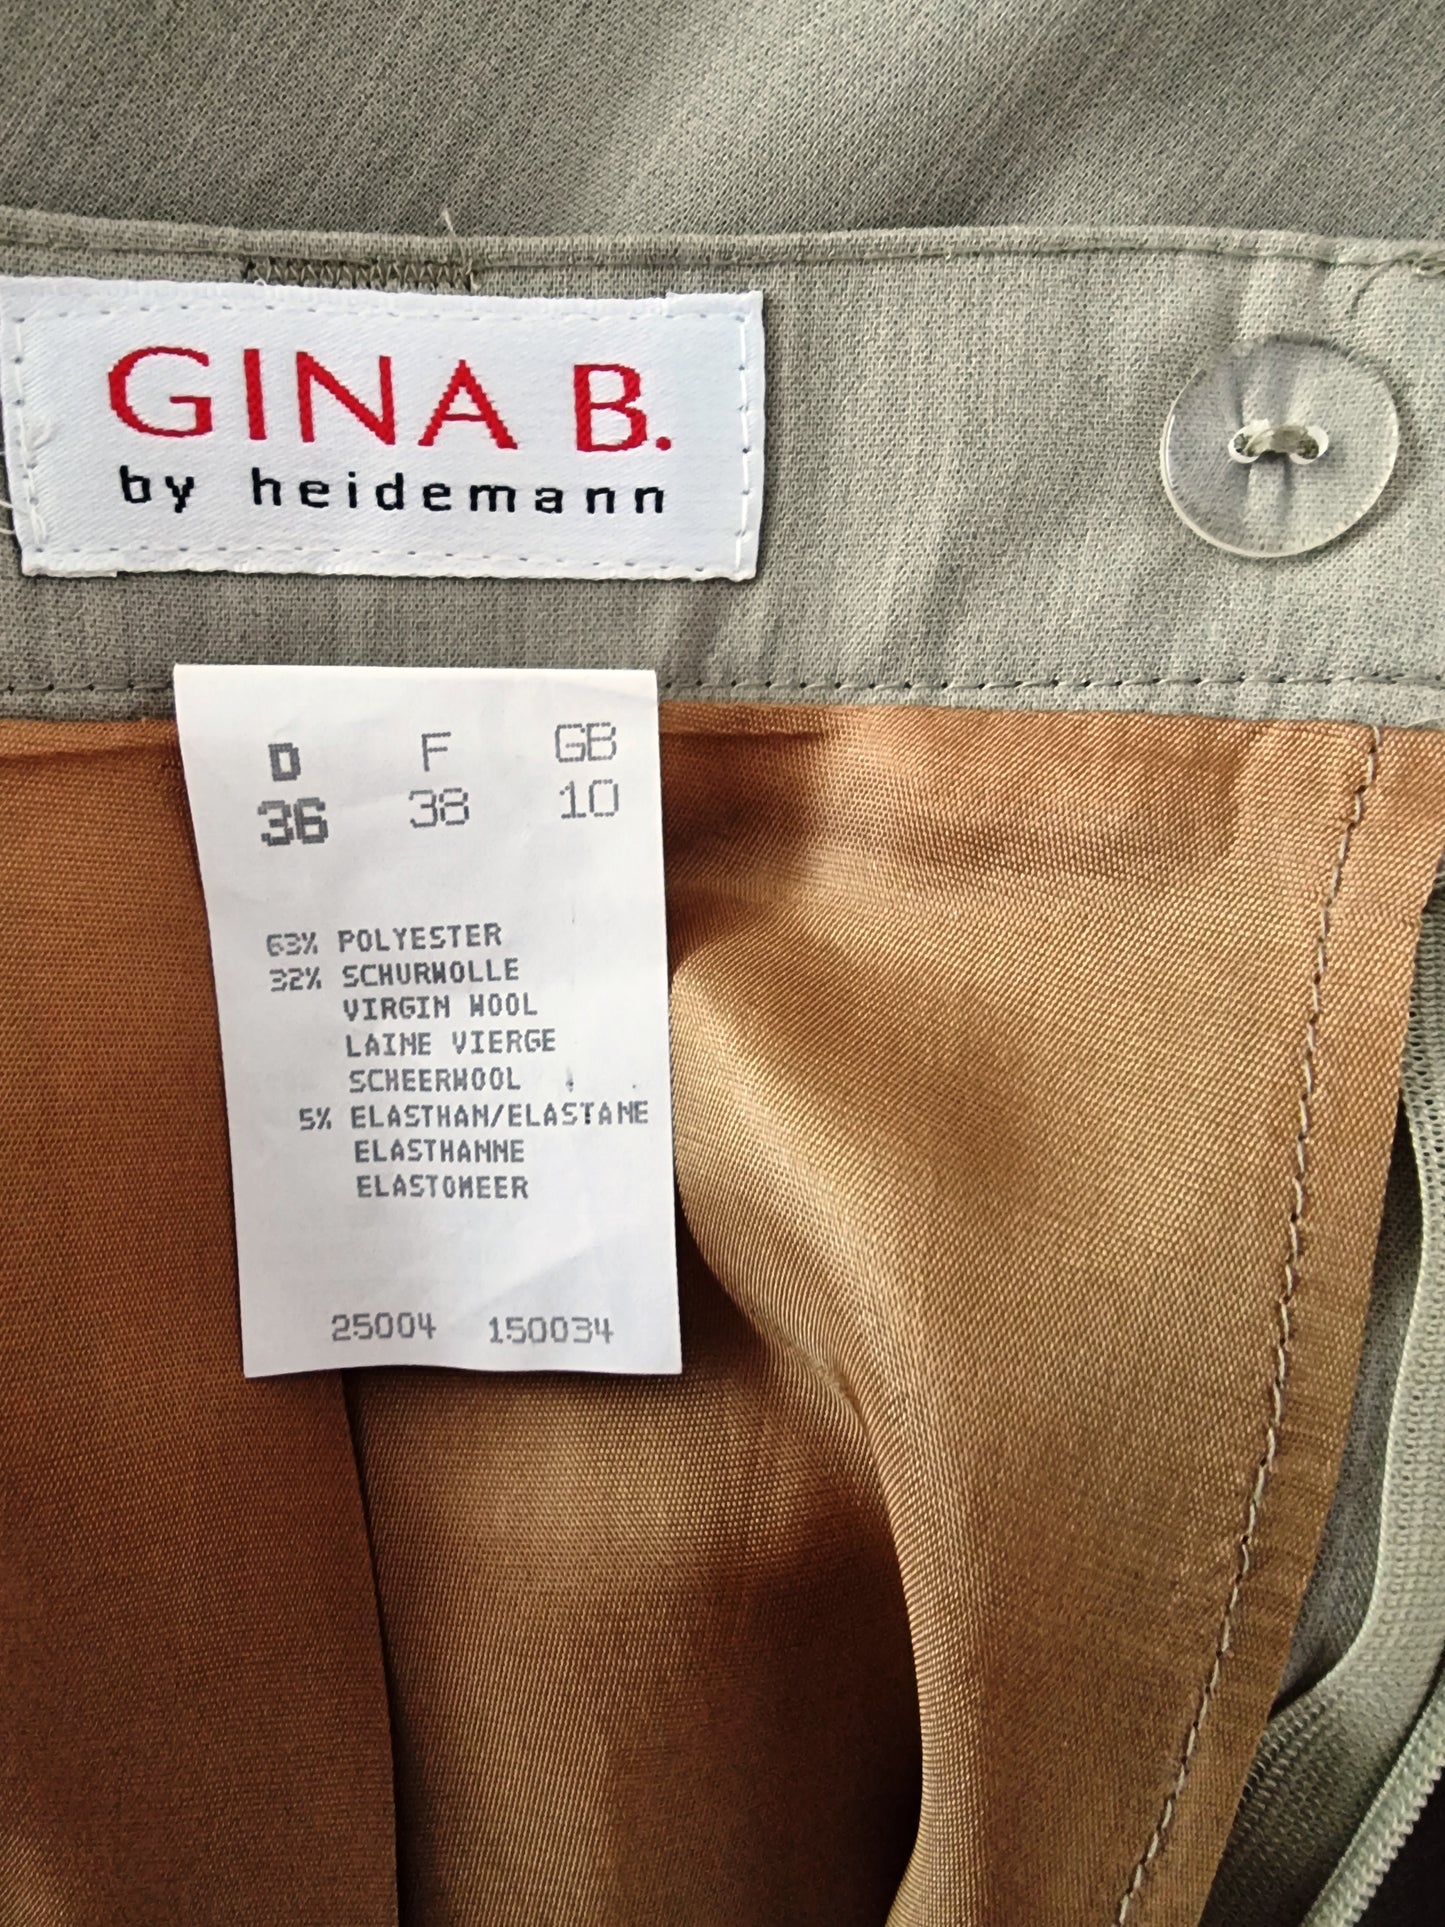 GINA B.
by heidemann
D F GB
36 38 10
63% POLYESTER
32% SCHURWOLLE
VIRGIN WOOL
LAINE VIERGE
SCHEERWOOL
5% ELASTHAN/ELASTANE
ELASTHANNE
ELASTOMEER
25004 150034